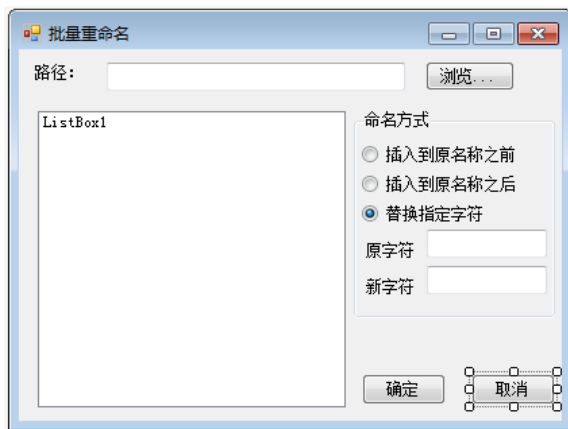 批量重命名
路径：
浏览...
ListBox1
命名方式
插入到原名称之前
插入到原名称之后
替换指定字符
原字符
新字符
确定
取消